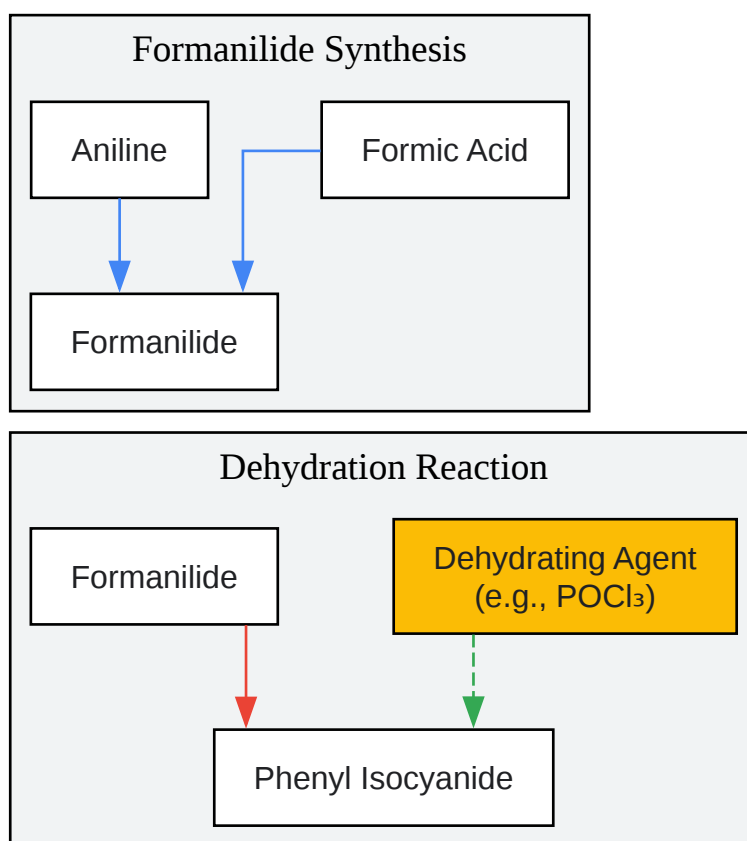 Formanilide Synthesis
Aniline
Formic Acid
Formanilide
Dehydration Reaction
Formanilide
Dehydrating Agent
(e.g., POCl₃)
Phenyl Isocyanide